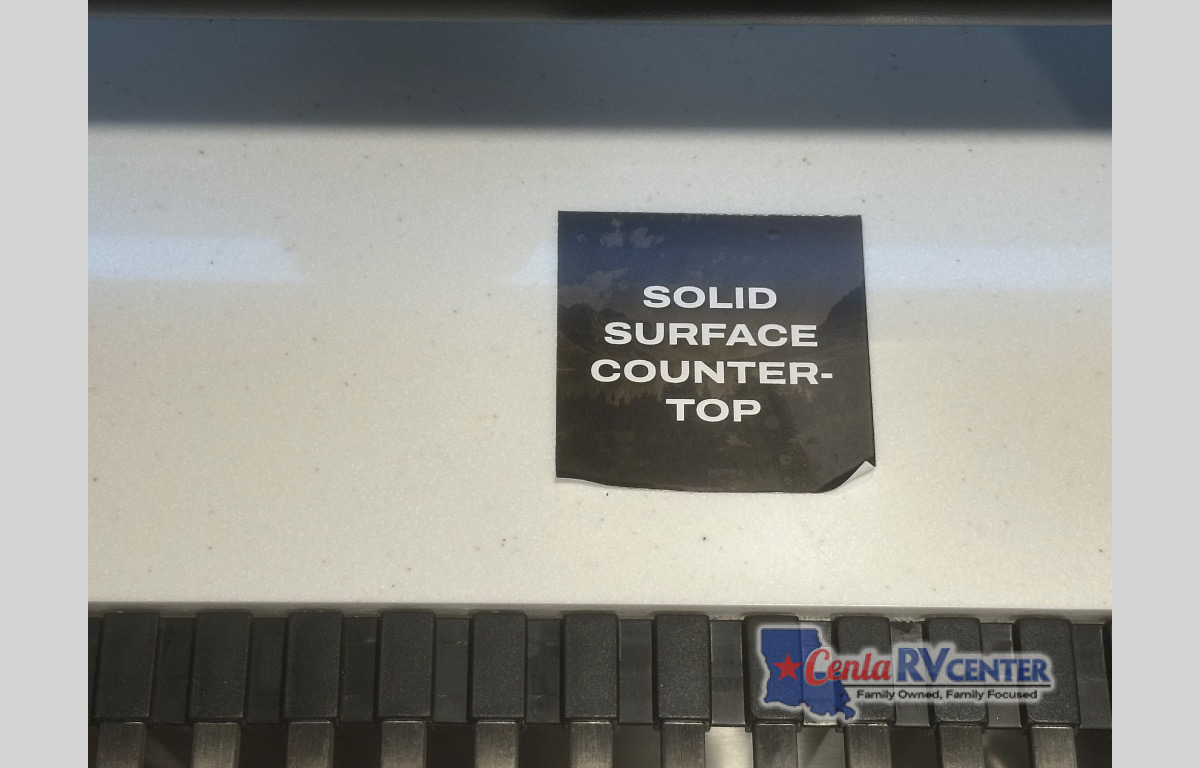 SOLID
SURFACE
COUNTER-
TOP
Cenla RV CENTER
Family Owned, Family Focused